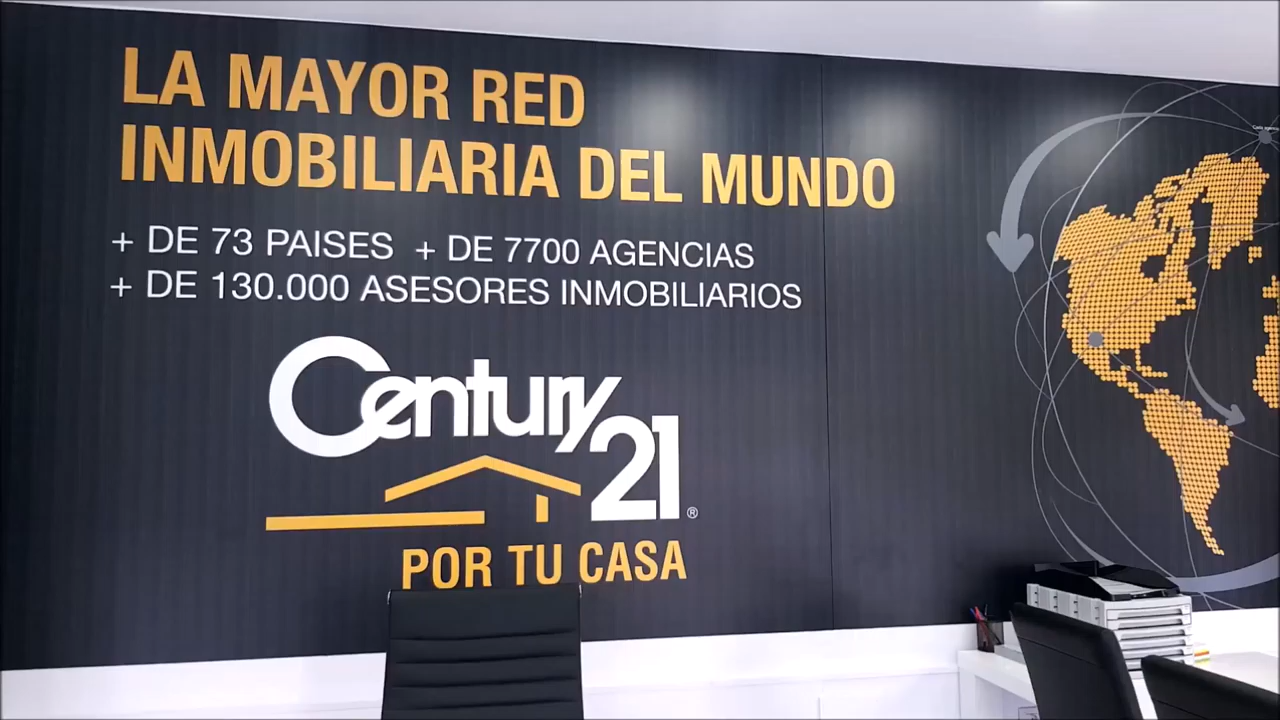 LA MAYOR RED
INMOBILIARIA DEL MUNDO
+ DE 73 PAISES + DE 7700 AGENCIAS
+ DE 130.000 ASESORES INMOBILIARIOS
Century
21®
POR TU CASA